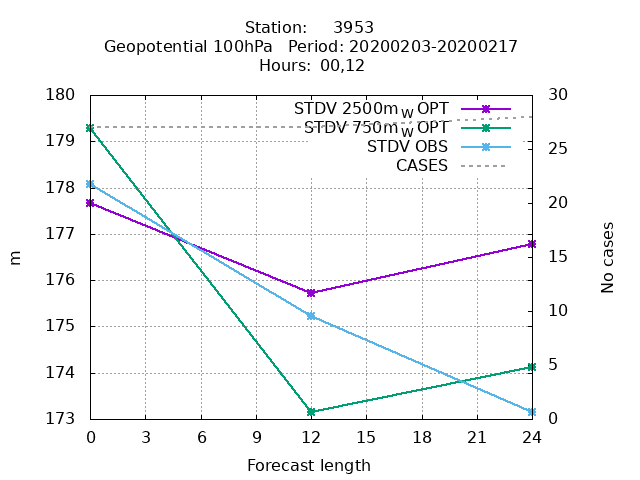 Station: 3953
Geopotential 100hPa Period: 20200203-20200217
Hours: 00,12
180
179
178
177
176
175
174
173
m
STDV 2500m_W OPT
STDV 750m_W OPT
STDV OBS
CASES
30
25
20
15
10
5
0
No cases
0 3 6 9 12 15 18 21 24
Forecast length